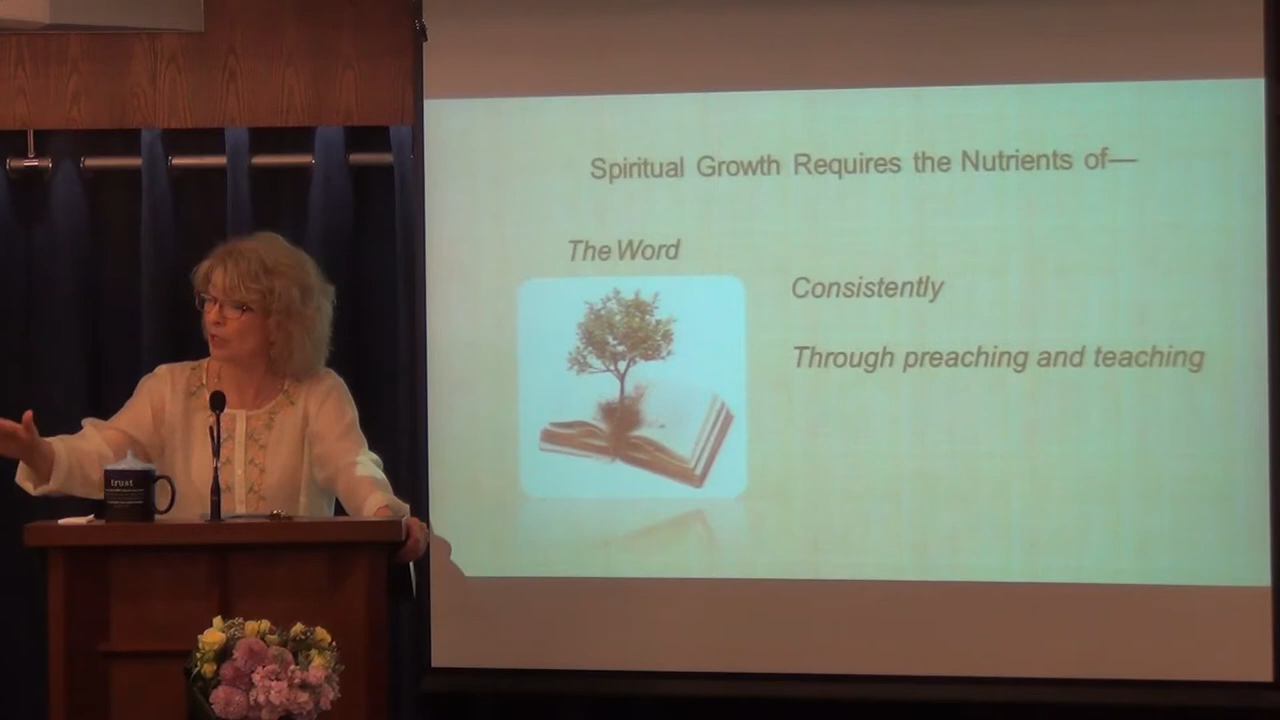 Spiritual Growth Requires the Nutrients of—
The Word
Consistently
Through preaching and teaching
trust